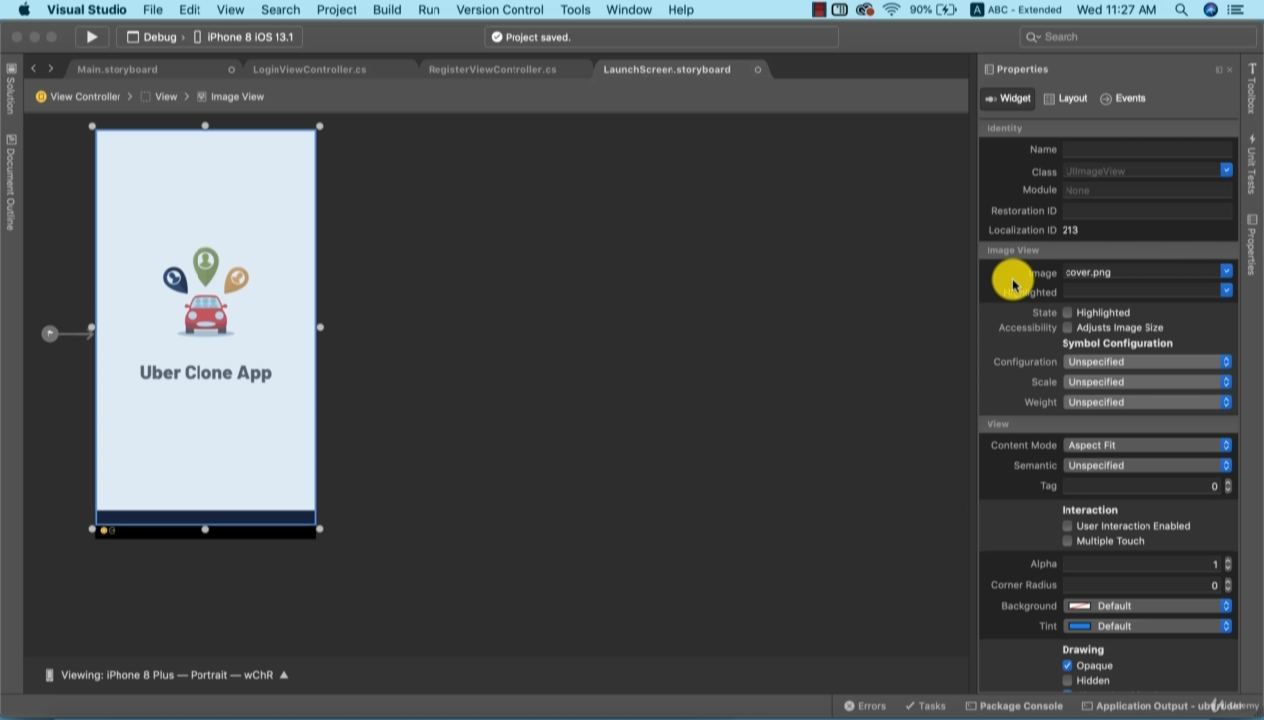 Visual Studio File Edit View Search Project Build Run Version Control Tools Window Help 90% A ABC - Extended Wed 11:27 AM
Debug › iPhone 8 iOS 13.1
Project saved.
Search
Main.storyboard LoginViewController.cs RegisterViewController.cs LaunchScreen.storyboard
View Controller > View > Image View
Solution
Document Outline
Uber Clone App
Viewing: iPhone 8 Plus — Portrait — wChR
Properties
Widget Layout Events
Identity
Name
Class UIImageView
Module None
Restoration ID
Localization ID 213
Image View
Image cover.png
Highlighted
State Highlighted
Accessibility Adjusts Image Size
Symbol Configuration
Configuration Unspecified
Scale Unspecified
Weight Unspecified
View
Content Mode Aspect Fit
Semantic Unspecified
Tag 0
Interaction
User Interaction Enabled
Multiple Touch
Alpha 1
Corner Radius 0
Background Default
Tint Default
Drawing
Opaque
Hidden
Toolbox
Unit Tests
Properties
Errors Tasks Package Console Application Output -